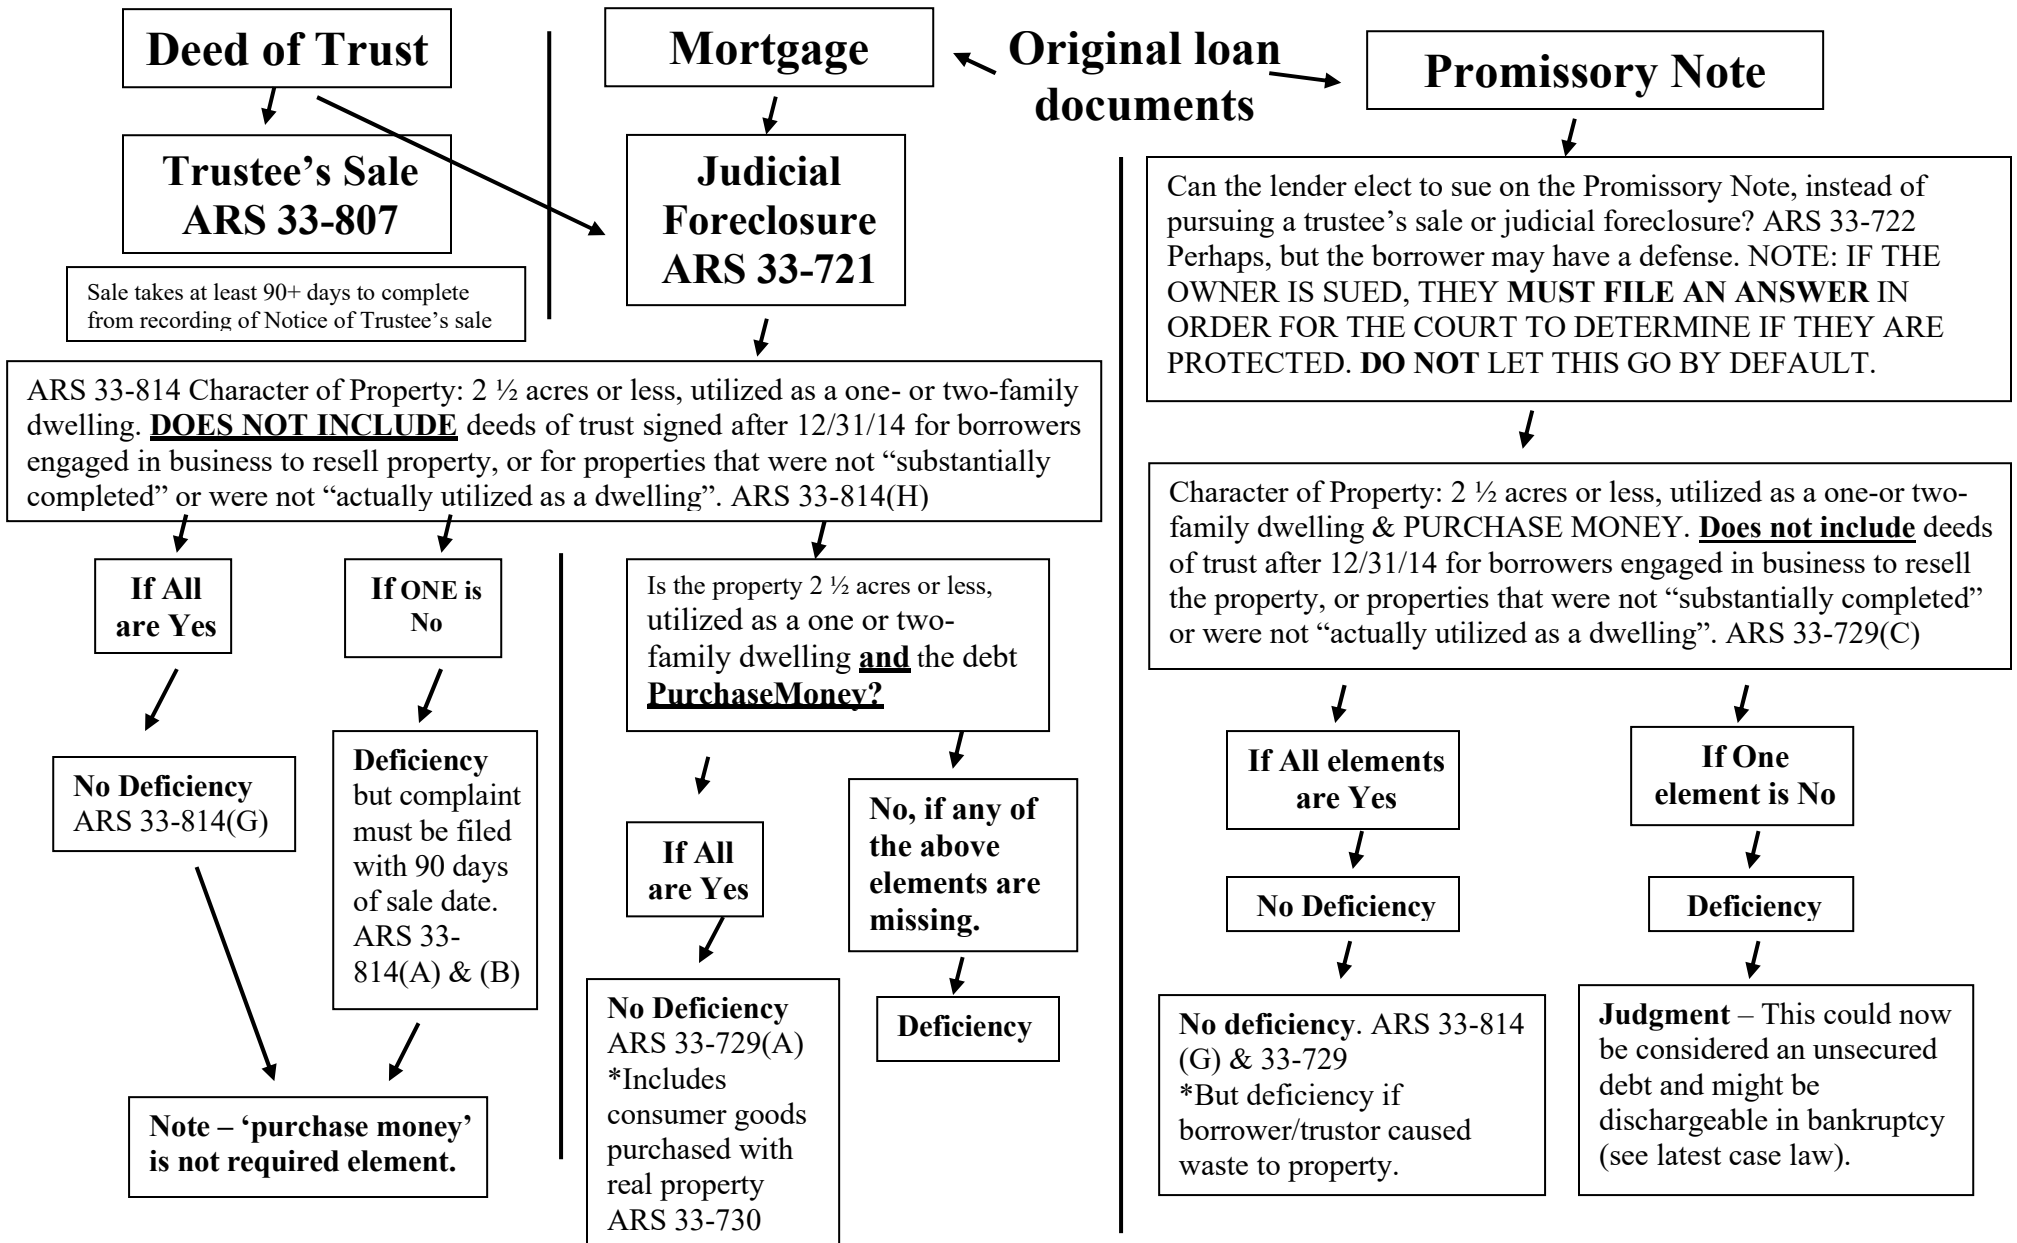 Deed of Trust
Mortgage
Original loan
documents
Promissory Note
Trustee’s Sale
ARS 33-807
Sale takes at least 90+ days to complete
from recording of Notice of Trustee’s sale
Judicial
Foreclosure
ARS 33-721
Can the lender elect to sue on the Promissory Note, instead of
pursuing a trustee’s sale or judicial foreclosure? ARS 33-722
Perhaps, but the borrower may have a defense. NOTE: IF THE
OWNER IS SUED, THEY MUST FILE AN ANSWER IN
ORDER FOR THE COURT TO DETERMINE IF THEY ARE
PROTECTED. DO NOT LET THIS GO BY DEFAULT.
ARS 33-814 Character of Property: 2 ½ acres or less, utilized as a one- or two-family
dwelling. DOES NOT INCLUDE deeds of trust signed after 12/31/14 for borrowers
engaged in business to resell property, or for properties that were not “substantially
completed” or were not “actually utilized as a dwelling”. ARS 33-814(H)
Character of Property: 2 ½ acres or less, utilized as a one-or two-
family dwelling & PURCHASE MONEY. Does not include deeds
of trust after 12/31/14 for borrowers engaged in business to resell
the property, or properties that were not “substantially completed”
or were not “actually utilized as a dwelling”. ARS 33-729(C)
If All
are Yes
If ONE is
No
Is the property 2 ½ acres or less,
utilized as a one or two-
family dwelling and the debt
PurchaseMoney?
No Deficiency
ARS 33-814(G)
Deficiency
but complaint
must be filed
with 90 days
of sale date.
ARS 33-
814(A) & (B)
Note – ‘purchase money’
is not required element.
If All
are Yes
No, if any of
the above
elements are
missing.
No Deficiency
ARS 33-729(A)
*Includes
consumer goods
purchased with
real property
ARS 33-730
Deficiency
If All elements
are Yes
If One
element is No
No Deficiency
Deficiency
No deficiency. ARS 33-814
(G) & 33-729
*But deficiency if
borrower/trustor caused
waste to property.
Judgment – This could now
be considered an unsecured
debt and might be
dischargeable in bankruptcy
(see latest case law).